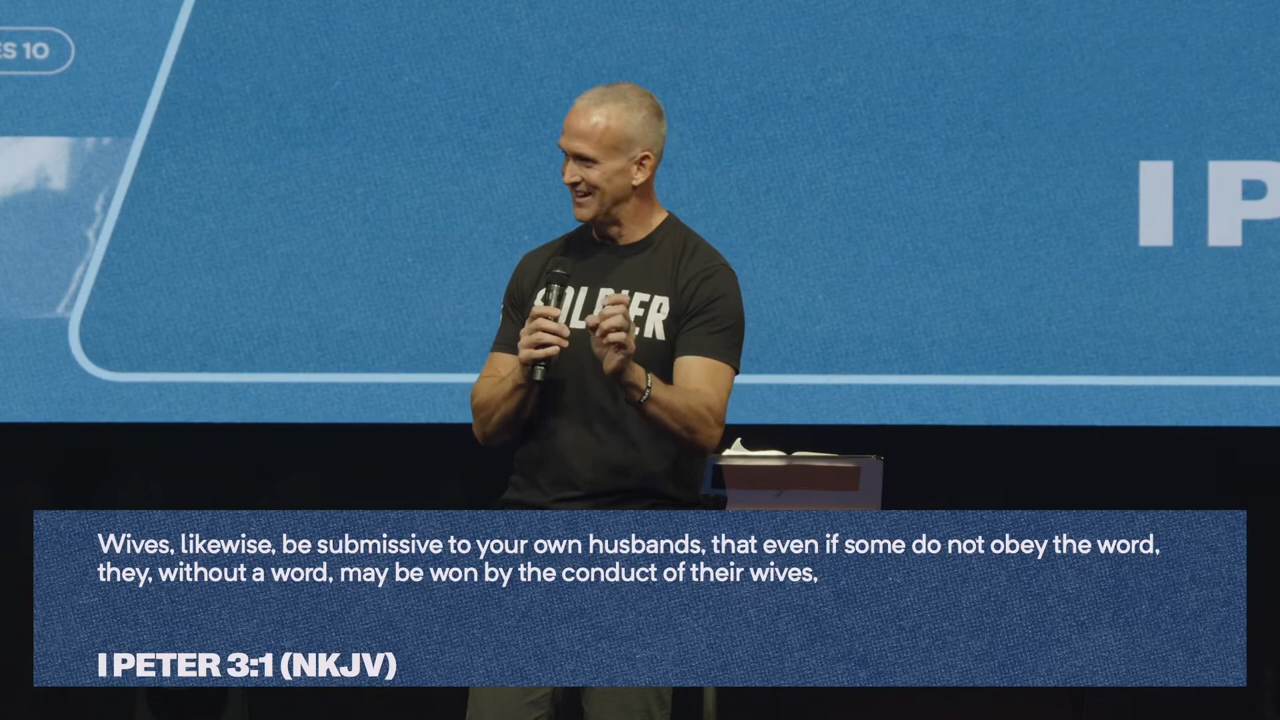 ES 10
I P
SOLDIER
Wives, likewise, be submissive to your own husbands, that even if some do not obey the word,
they, without a word, may be won by the conduct of their wives,
I PETER 3:1 (NKJV)